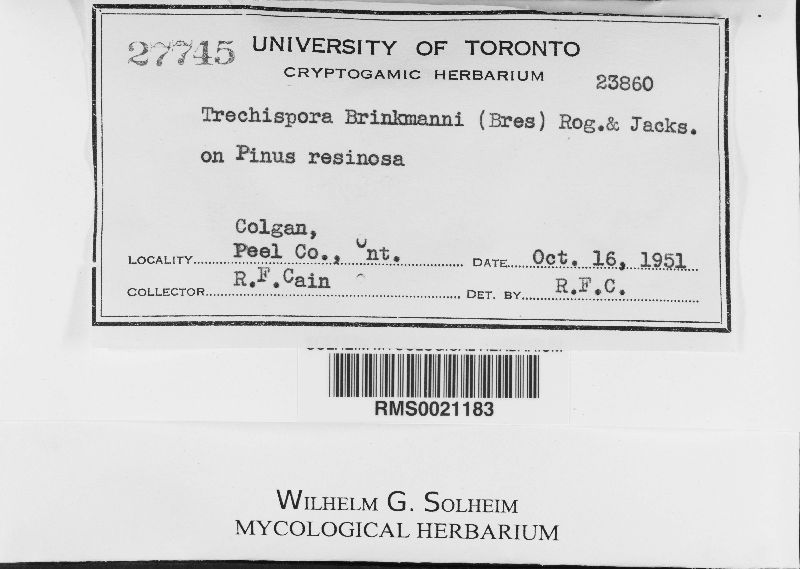 27745 UNIVERSITY OF TORONTO
CRYPTOGAMIC HERBARIUM 23860
Trechispora Brinkmanni (Bres) Rog.& Jacks.
on Pinus resinosa
Colgan,
LOCALITY Peel Co., Ont. DATE Oct. 16, 1951
COLLECTOR R.F.Cain DET. BY R.F.C.
RMS0021183
WILHELM G. SOLHEIM
MYCOLOGICAL HERBARIUM